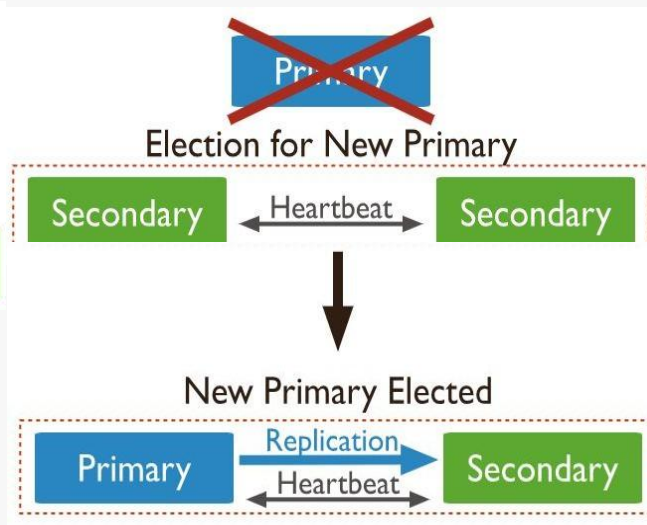 Primary
Election for New Primary
Secondary Heartbeat Secondary
New Primary Elected
Primary Replication Secondary
Heartbeat